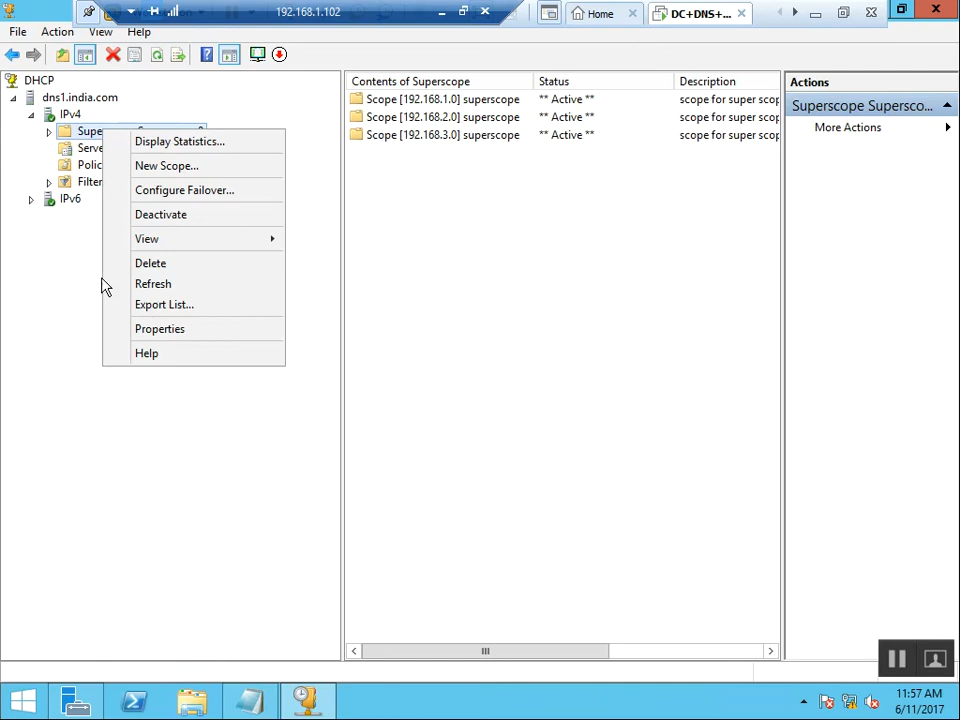 192.168.1.102
Home
DC+DNS+...
File Action View Help
DHCP
dns1.india.com
IPv4
Supe
Serve
Polic
Filter
IPv6
Display Statistics...
New Scope...
Configure Failover...
Deactivate
View
Delete
Refresh
Export List...
Properties
Help
Contents of Superscope Status Description
Scope [192.168.1.0] superscope ** Active ** scope for super scop
Scope [192.168.2.0] superscope ** Active ** scope for super scop
Scope [192.168.3.0] superscope ** Active ** scope for super scop
Actions
Superscope Supersco...
More Actions
11:57 AM
6/11/2017